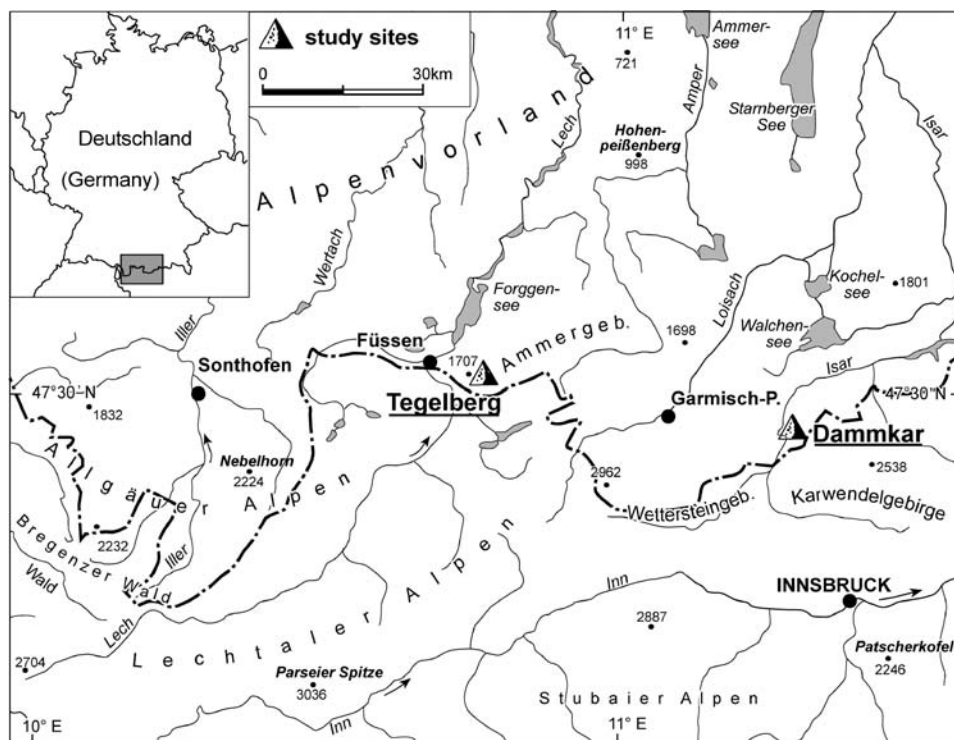 study sites
0 30km
Deutschland
(Germany)
11° E
721
Ammer-
see
Starnberger
See
Amper
Isar
Lech
Hohen-
peißenberg
998
Alpenvorland
Wertach
Forggen-
see
Iller
Sonthofen
Füssen
1707
Ammergeb.
Tegelberg
1698
Loisach
Kochel-
see
1801
Walchen-
see
Isar
47°30'N
1832
47°30'N
Garmisch-P.
Dammkar
2538
Karwendelgebirge
2962
Wettersteingeb.
Allgäuer Alpen
Nebelhorn
2224
2232
Iller
Bregenzer Wald
Wald
Lech
Lechtaler Alpen
2704
Parseier Spitze
3036
Inn
Inn
INNSBRUCK
2887
Patscherkofel
2246
Stubaier Alpen
10° E
11° E